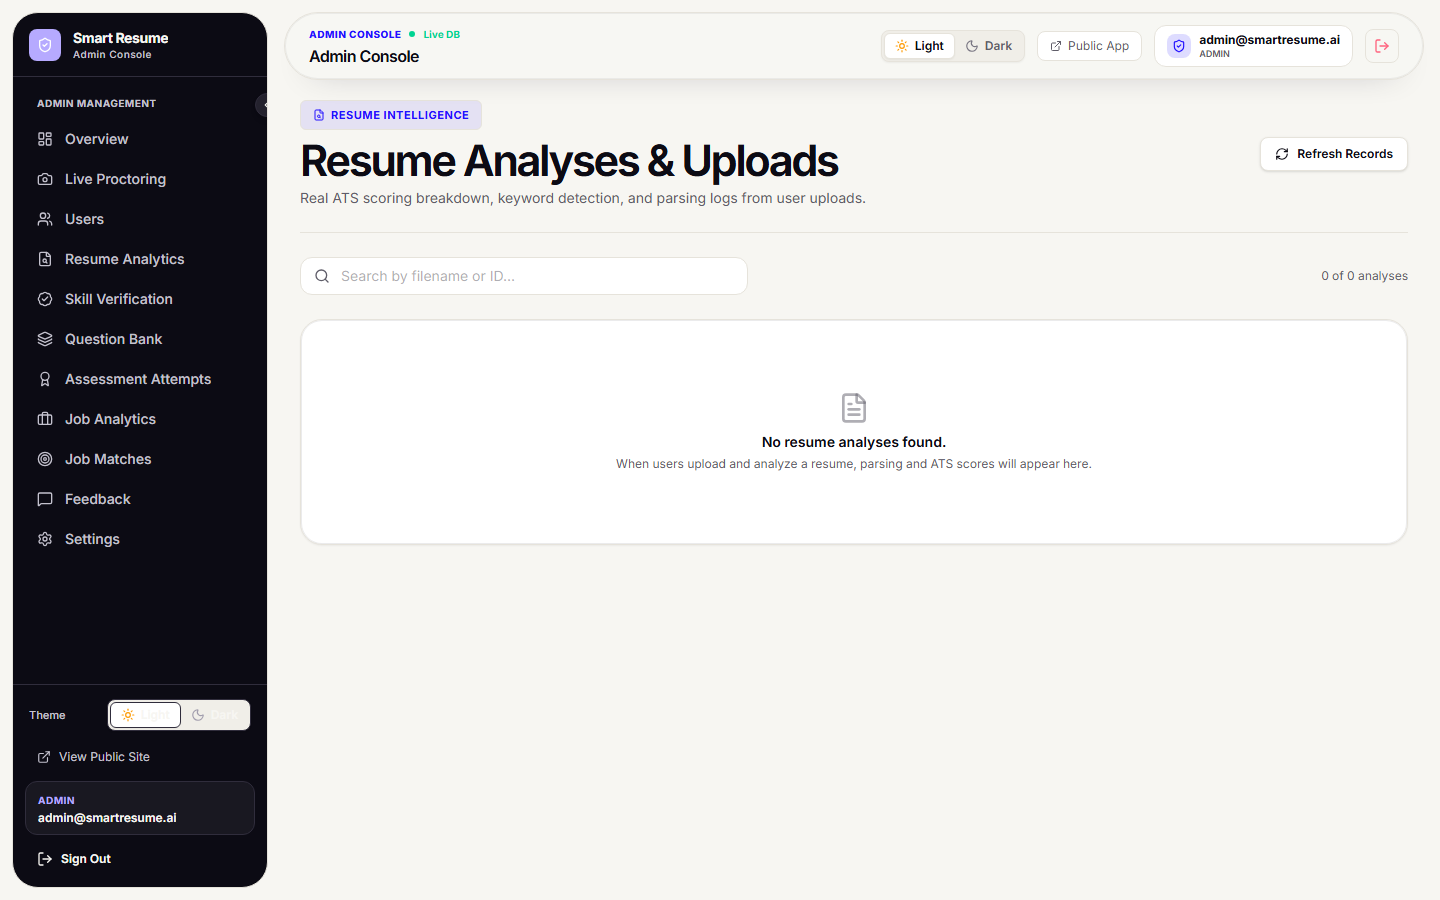 Smart Resume
Admin Console
ADMIN MANAGEMENT
Overview
Live Proctoring
Users
Resume Analytics
Skill Verification
Question Bank
Assessment Attempts
Job Analytics
Job Matches
Feedback
Settings
Theme
Light
Dark
View Public Site
ADMIN
admin@smartresume.ai
Sign Out
ADMIN CONSOLE Live DB
Admin Console
Light Dark
Public App
admin@smartresume.ai
ADMIN
RESUME INTELLIGENCE
Resume Analyses & Uploads
Real ATS scoring breakdown, keyword detection, and parsing logs from user uploads.
Refresh Records
Search by filename or ID...
0 of 0 analyses
No resume analyses found.
When users upload and analyze a resume, parsing and ATS scores will appear here.